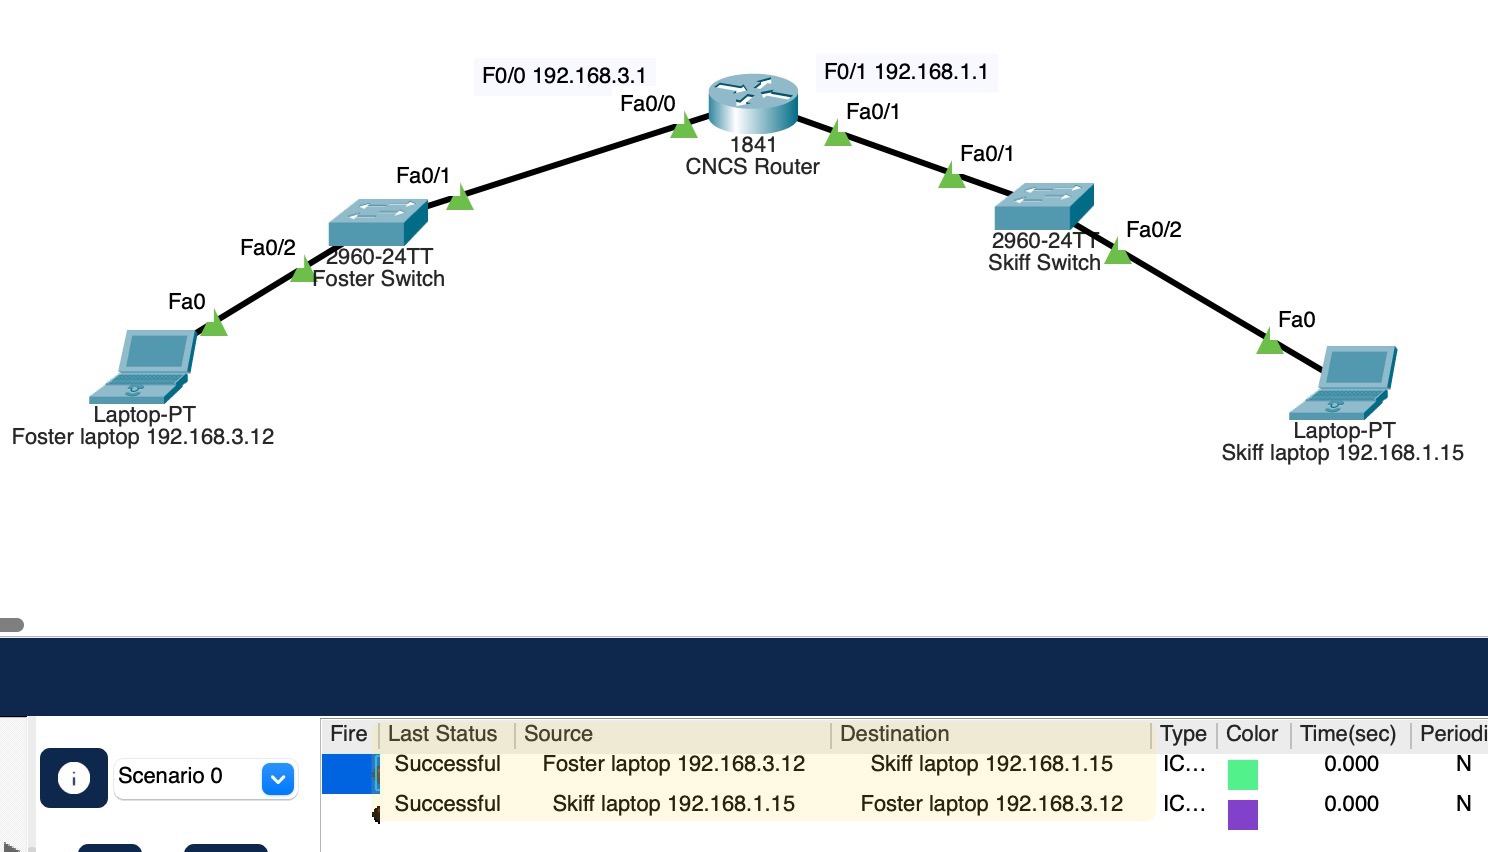 F0/0 192.168.3.1
F0/1 192.168.1.1
Fa0/0
Fa0/1
1841
CNCS Router
Fa0/1
Fa0/1
2960-24TT
Foster Switch
Fa0/2
2960-24TT
Skiff Switch
Fa0/2
Fa0
Laptop-PT
Foster laptop 192.168.3.12
Fa0
Laptop-PT
Skiff laptop 192.168.1.15
Scenario 0
Fire Last Status Source Destination Type Color Time(sec) Periodi
Successful Foster laptop 192.168.3.12 Skiff laptop 192.168.1.15 IC... 0.000 N
Successful Skiff laptop 192.168.1.15 Foster laptop 192.168.3.12 IC... 0.000 N